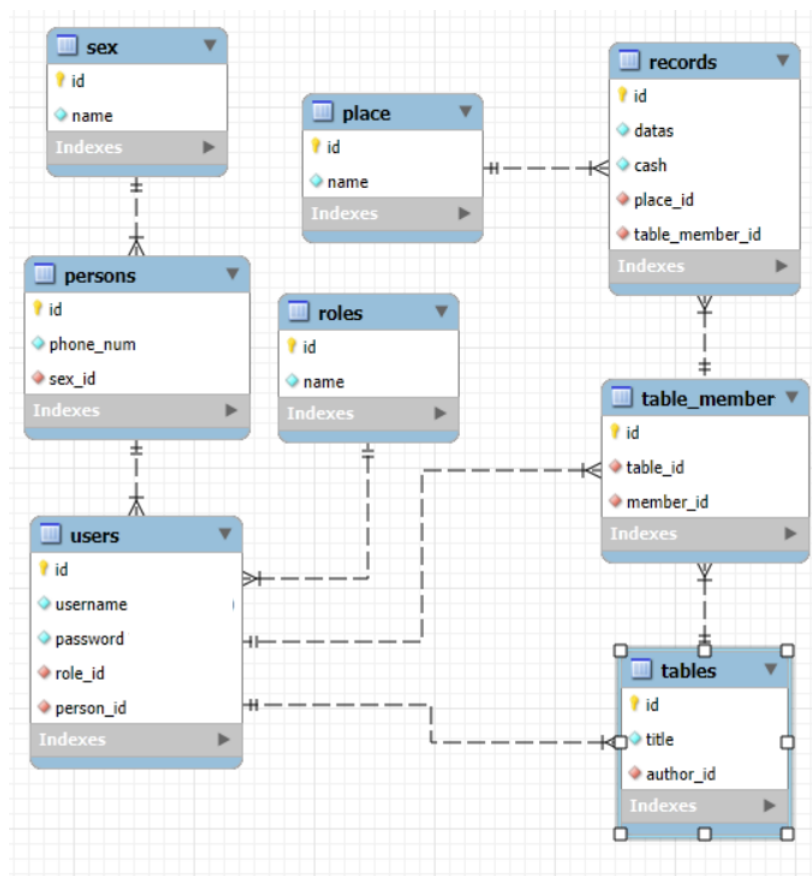 sex
id
name
Indexes
place
id
name
Indexes
records
id
datas
cash
place_id
table_member_id
Indexes
persons
id
phone_num
sex_id
Indexes
roles
id
name
Indexes
table_member
id
table_id
member_id
Indexes
users
id
username
password
role_id
person_id
Indexes
tables
id
title
author_id
Indexes